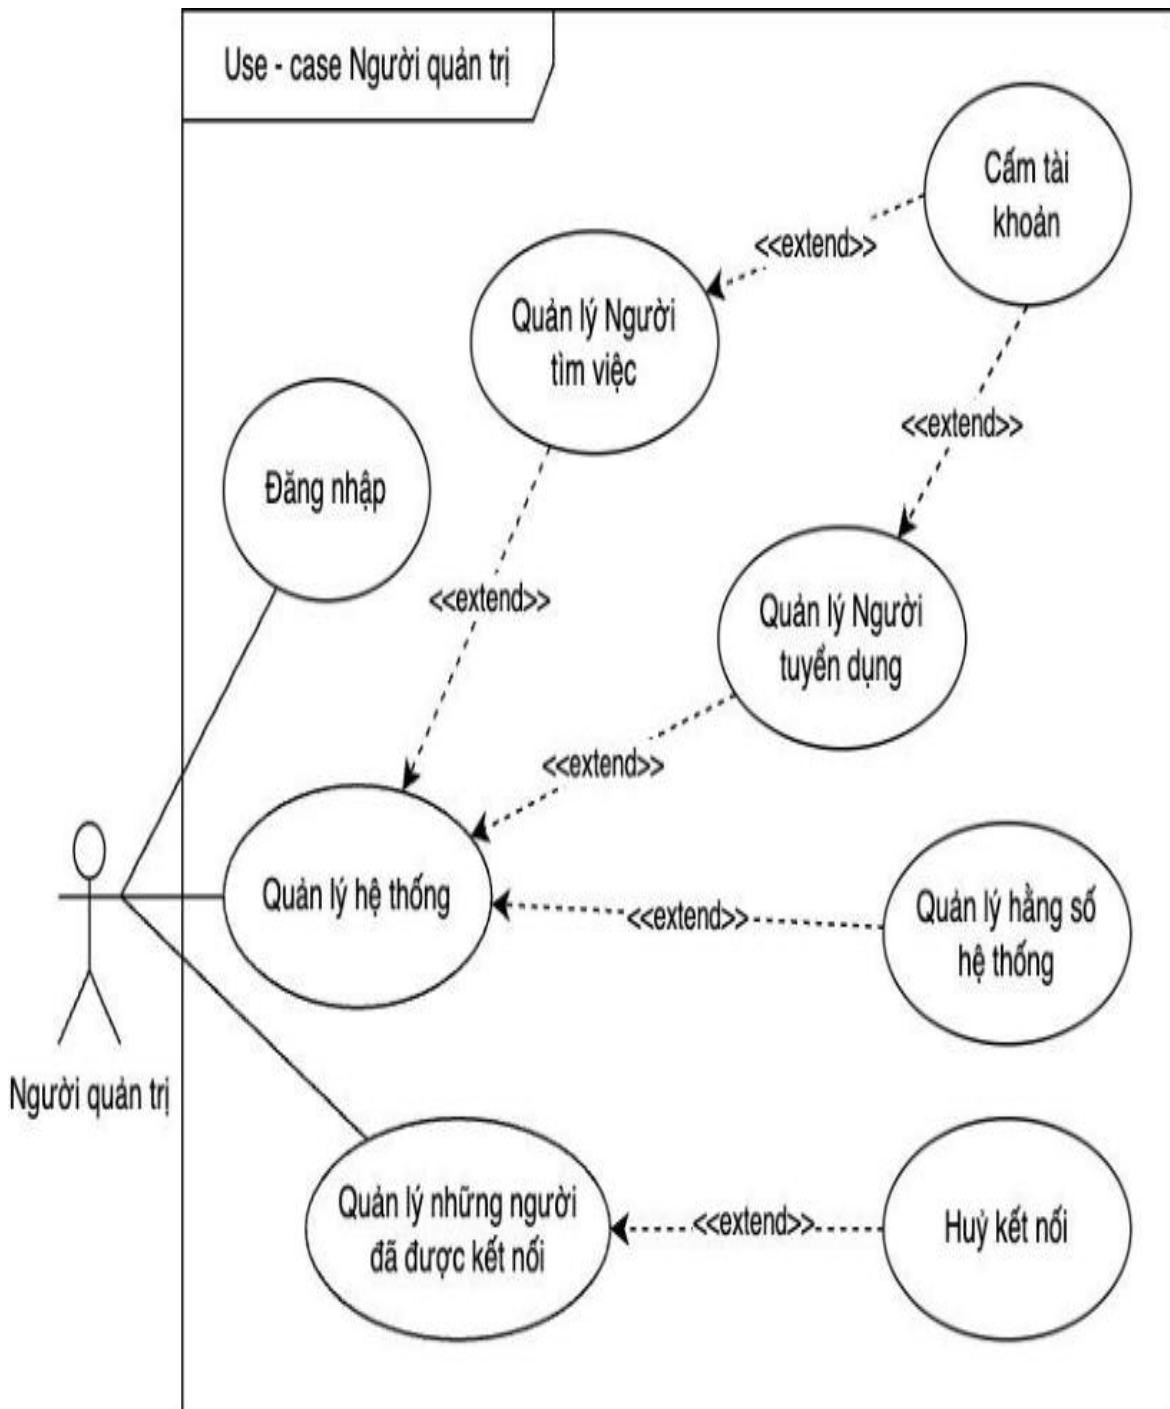 Use - case Người quản trị
Cấm tài
khoản
<<extend>>
Quản lý Người
tìm việc
<<extend>>
Đăng nhập
<<extend>>
Quản lý Người
tuyển dụng
<<extend>>
Quản lý hệ thống
<<extend>>
Quản lý hằng số
hệ thống
Người quản trị
Quản lý những người
đã được kết nối
<<extend>>
Huỷ kết nối